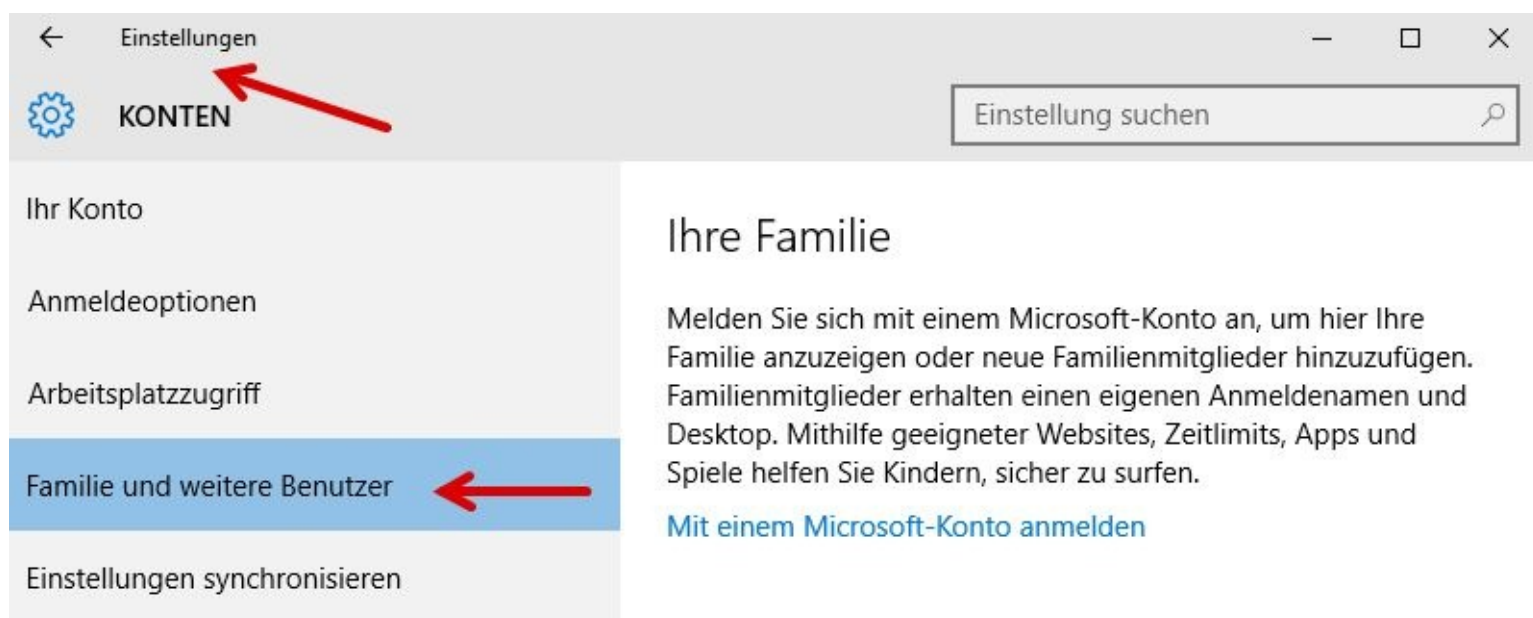 Einstellungen
KONTEN
Einstellung suchen
Ihr Konto
Anmeldeoptionen
Arbeitsplatzzugriff
Familie und weitere Benutzer
Einstellungen synchronisieren
Ihre Familie
Melden Sie sich mit einem Microsoft-Konto an, um hier Ihre
Familie anzuzeigen oder neue Familienmitglieder hinzuzufügen.
Familienmitglieder erhalten einen eigenen Anmeldenamen und
Desktop. Mithilfe geeigneter Websites, Zeitlimits, Apps und
Spiele helfen Sie Kindern, sicher zu surfen.
Mit einem Microsoft-Konto anmelden